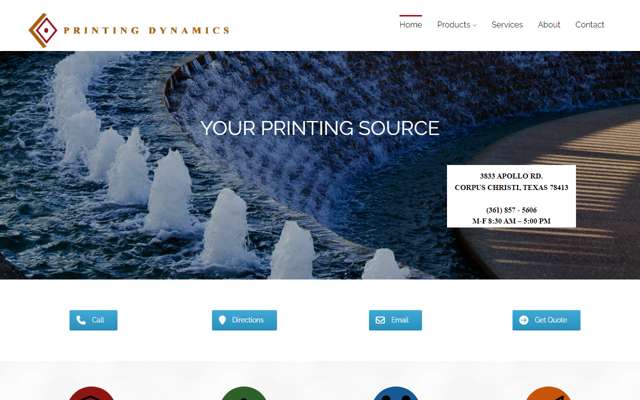 PRINTING DYNAMICS
Home Products Services About Contact
YOUR PRINTING SOURCE
3833 APOLLO RD.
CORPUS CHRISTI, TEXAS 78413
(361) 857 - 5606
M-F 8:30 AM – 5:00 PM
Call Directions Email Get Quote